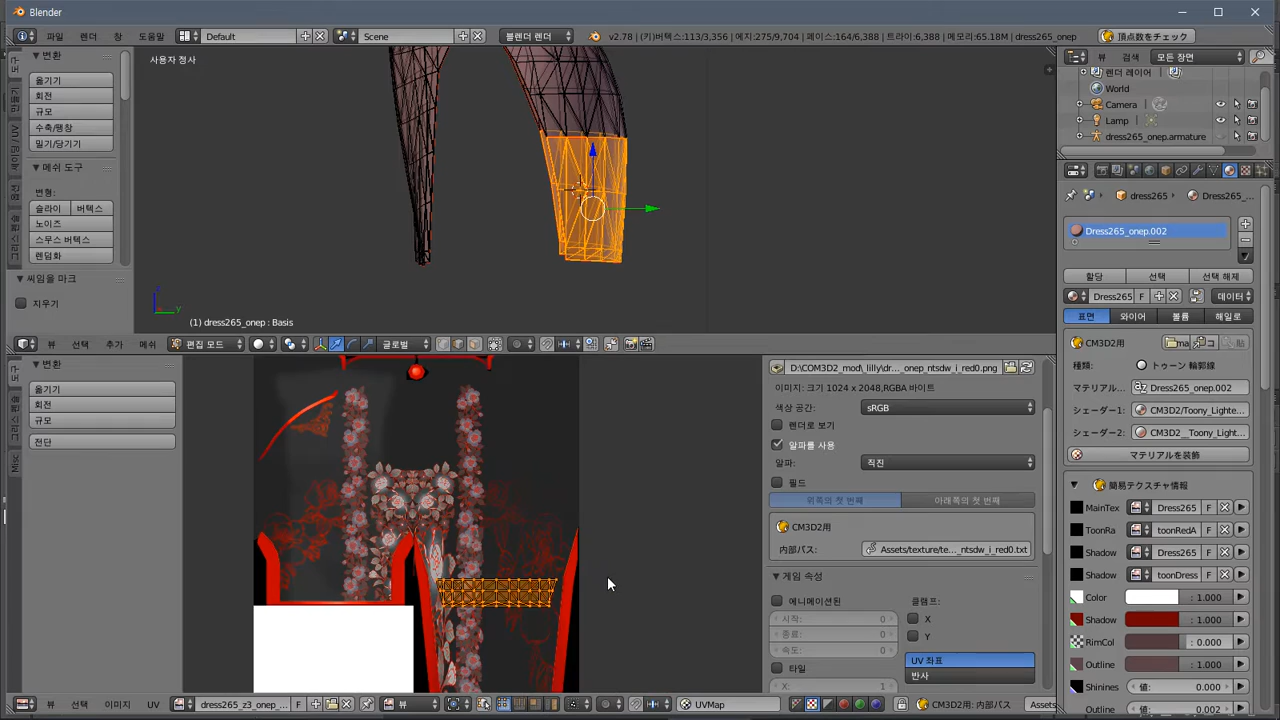 Blender
파일
렌더
창
도움말
Default
Scene
블렌더 렌더
v2.78 | (키)버텍스:113/3,356 | 에지:275/9,704 | 페이스:164/6,388 | 트라이:6,388 | 메모리:65.18M | dress265_onep
頂点数をチェック
변환
옮기기
회전
규모
수축/팽창
밀기/당기기
메쉬 도구
변형:
슬라이 버텍스
노이즈
스무스 버텍스
랜덤화
씨임을 마크
지우기
사용자 정사
(1) dress265_onep : Basis
뷰
선택
추가
메쉬
편집 모드
글로벌
뷰
검색
모든 장면
렌더 레이어
World
Camera
Lamp
dress265_onep.armature
dress265
Dress265_...
Dress265_onep.002
할당
선택
선택 해제
Dress265
F
데이터
표면
와이어
볼륨
헤일로
CM3D2用
種類:
トゥーン 輪郭線
マテリアル...
Dress265_onep.002
シェーダー1:
CM3D2/Toony_Lighte...
シェーダー2:
CM3D2__Toony_Light...
マテリアルを装飾
簡易テクスチャ情報
MainTex
Dress265
F
ToonRa
toonRedA
F
Shadow
Dress265
F
Shadow
toonDress
F
Color
: 1.000
Shadow
: 1.000
RimCol
: 0.000
Outline
: 1.000
Shinines
値: 0.000
Outline
値: 0.002
변환
옮기기
회전
규모
전단
D:\COM3D2_mod\_lilly\dr..._onep_ntsdw_i_red0.png
이미지: 크기 1024 x 2048,RGBA 바이트
색상 공간:
sRGB
렌더로 보기
알파를 사용
알파:
직진
필드
위쪽의 첫 번째
아래쪽의 첫 번째
CM3D2用
内部パス:
Assets/texture/te..._ntsdw_i_red0.txt
게임 속성
에니메이션된
클램프:
시작: 0
종료: 0
속도: 0
X
Y
타일
UV 좌표
반사
X: 1
뷰
선택
이미지
UV
dress265_z3_onep_...
F
뷰
UVMap
CM3D2用: 内部パス
Assets